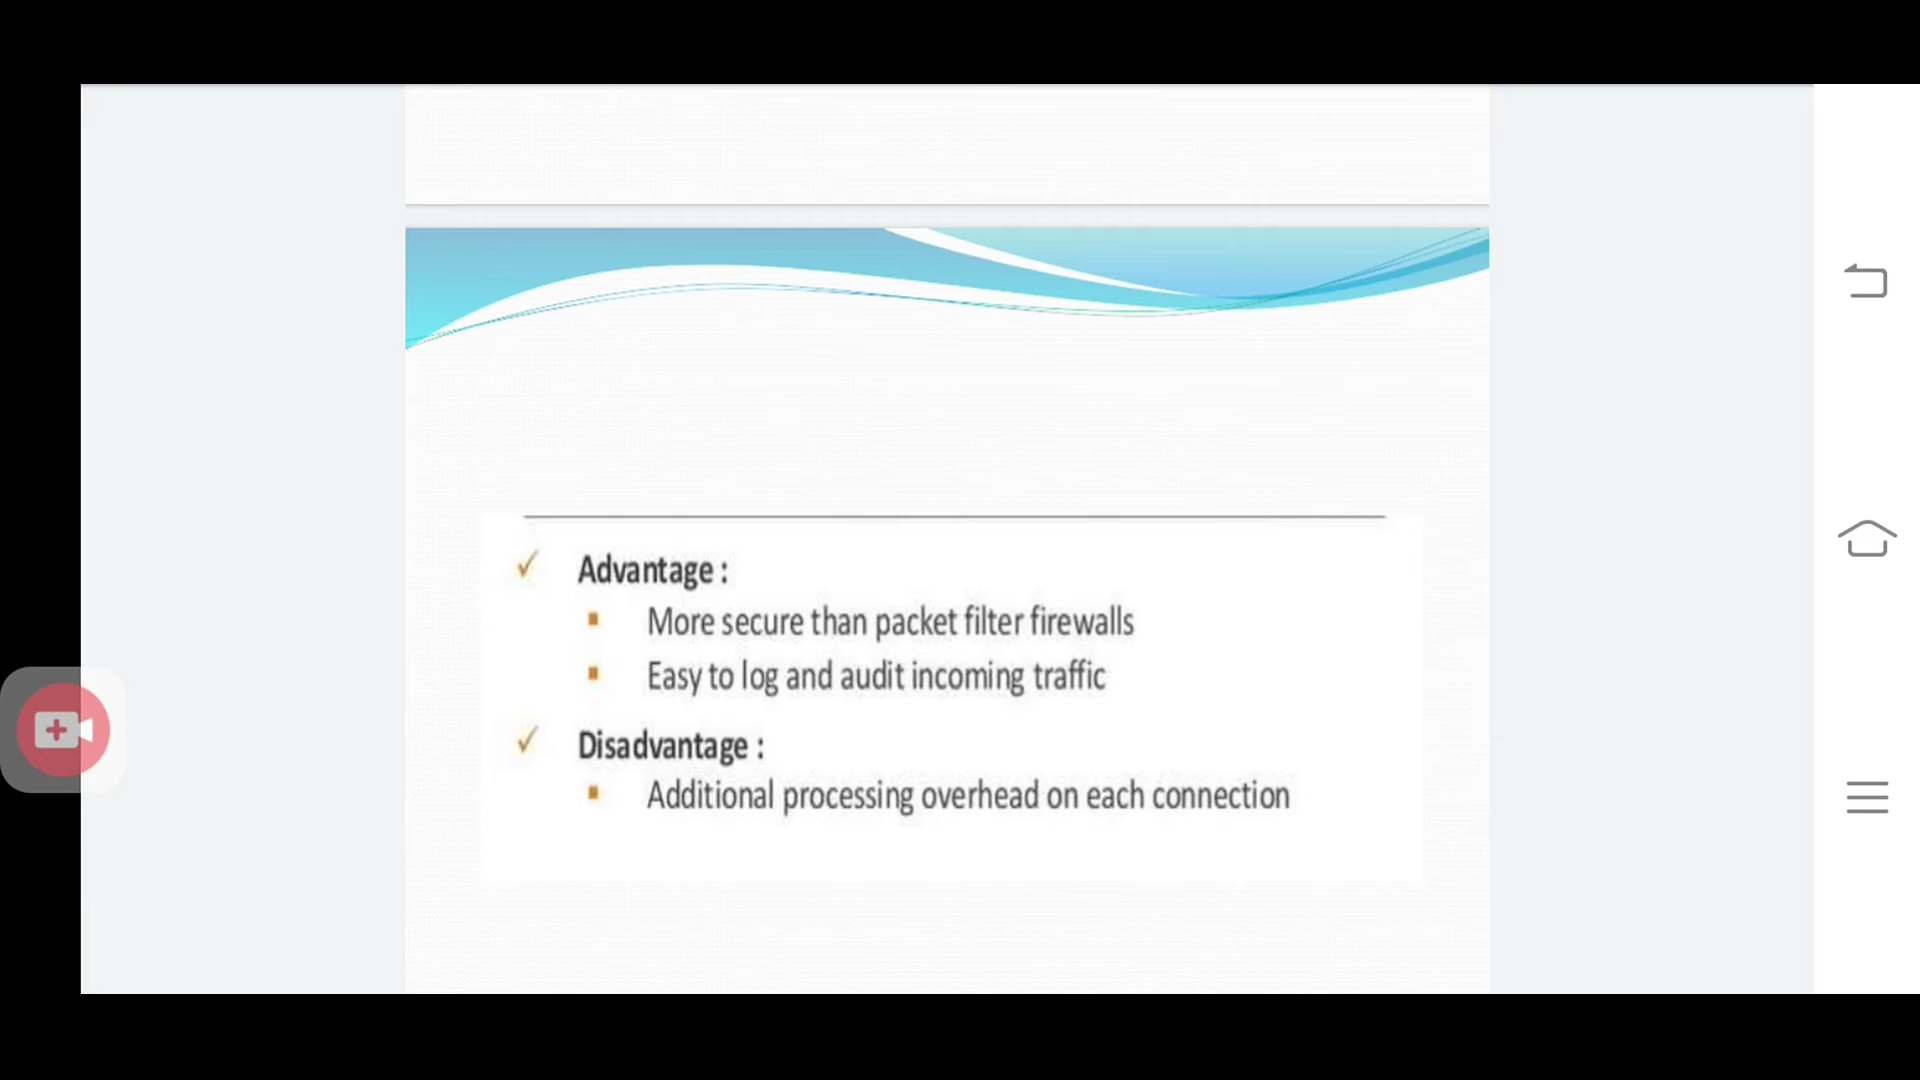 Advantage :
More secure than packet filter firewalls
Easy to log and audit incoming traffic
Disadvantage :
Additional processing overhead on each connection